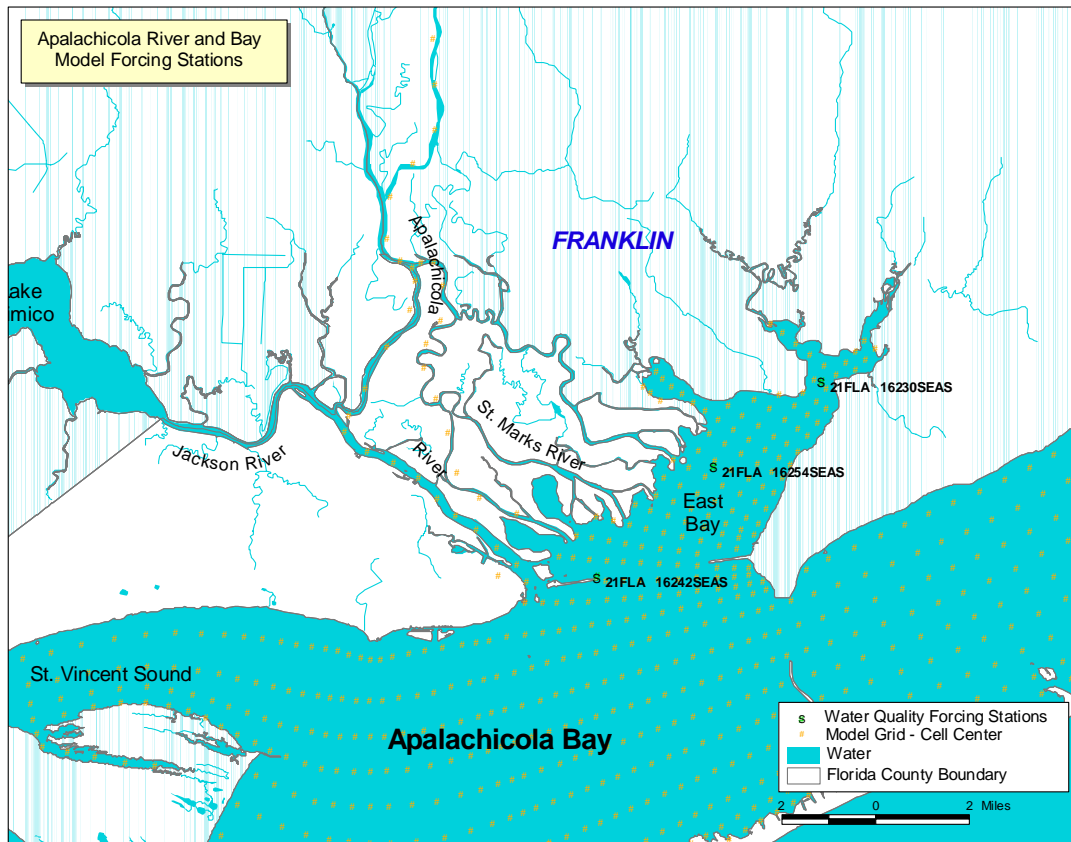 Apalachicola River and Bay
Model Forcing Stations
FRANKLIN
Apalachicola
ake
mico
21FLA 16230SEAS
St. Marks River
River
Jackson River
21FLA 16254SEAS
East
Bay
21FLA 16242SEAS
St. Vincent Sound
Apalachicola Bay
S Water Quality Forcing Stations
# Model Grid - Cell Center
Water
Florida County Boundary
2 0 2 Miles